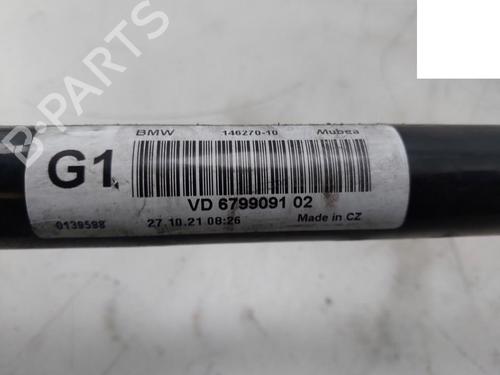 BMW 146270-10 Mubea
G1
VD 6799091 02
0139598 27.10.21 08:26 Made in CZ
B-PARTS